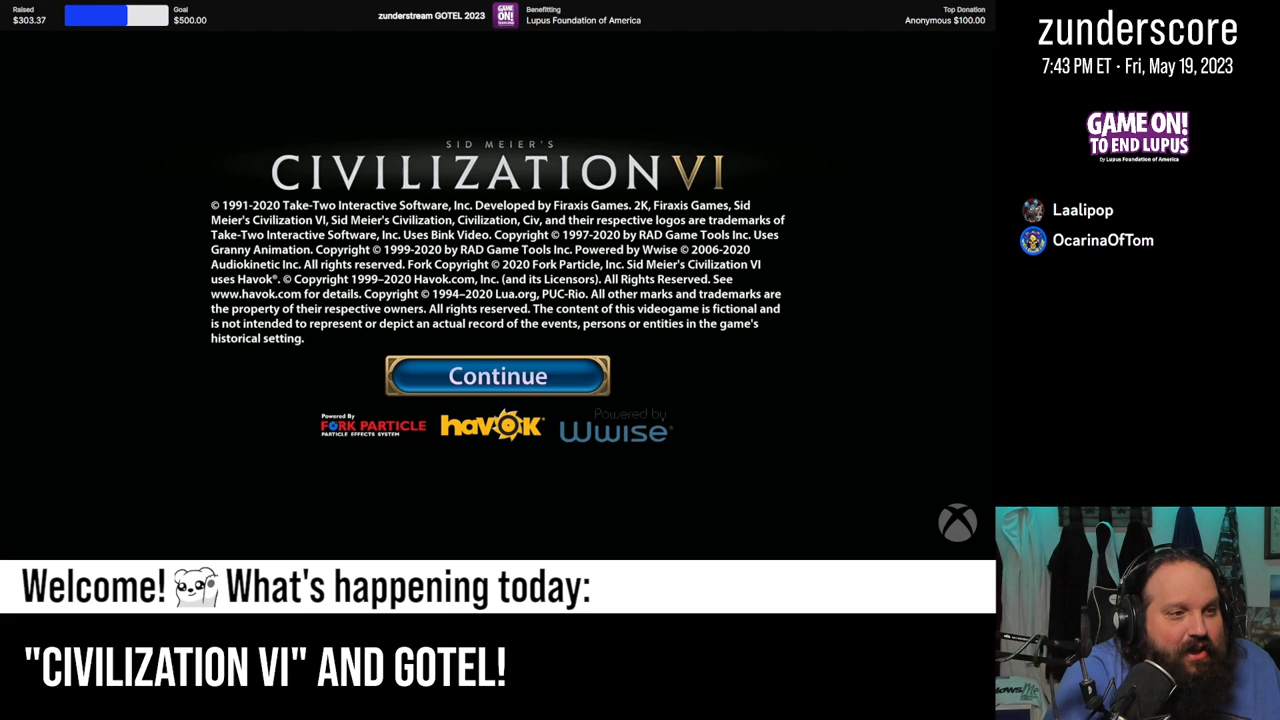 Raised
$303.37
Goal
$500.00
zunderstream GOTEL 2023
GAME ON!
Benefitting
Lupus Foundation of America
Top Donation
Anonymous $100.00
zunderscore
7:43 PM ET · Fri, May 19, 2023
GAME ON!
TO END LUPUS
by Lupus Foundation of America
Laalipop
OcarinaOfTom
SID MEIER'S
CIVILIZATION VI
© 1991-2020 Take-Two Interactive Software, Inc. Developed by Firaxis Games. 2K, Firaxis Games, Sid
Meier's Civilization VI, Sid Meier's Civilization, Civilization, Civ, and their respective logos are trademarks of
Take-Two Interactive Software, Inc. Uses Bink Video. Copyright © 1997-2020 by RAD Game Tools Inc. Uses
Granny Animation. Copyright © 1999-2020 by RAD Game Tools Inc. Powered by Wwise © 2006-2020
Audiokinetic Inc. All rights reserved. Fork Copyright © 2020 Fork Particle, Inc. Sid Meier's Civilization VI
uses Havok®. © Copyright 1999–2020 Havok.com, Inc. (and its Licensors). All Rights Reserved. See
www.havok.com for details. Copyright © 1994–2020 Lua.org, PUC-Rio. All other marks and trademarks are
the property of their respective owners. All rights reserved. The content of this videogame is fictional and
is not intended to represent or depict an actual record of the events, persons or entities in the game's
historical setting.
Continue
Powered By
FORK PARTICLE
PARTICLE EFFECTS SYSTEM
havok
Powered by
Wwise
Welcome! What's happening today:
"CIVILIZATION VI" AND GOTEL!